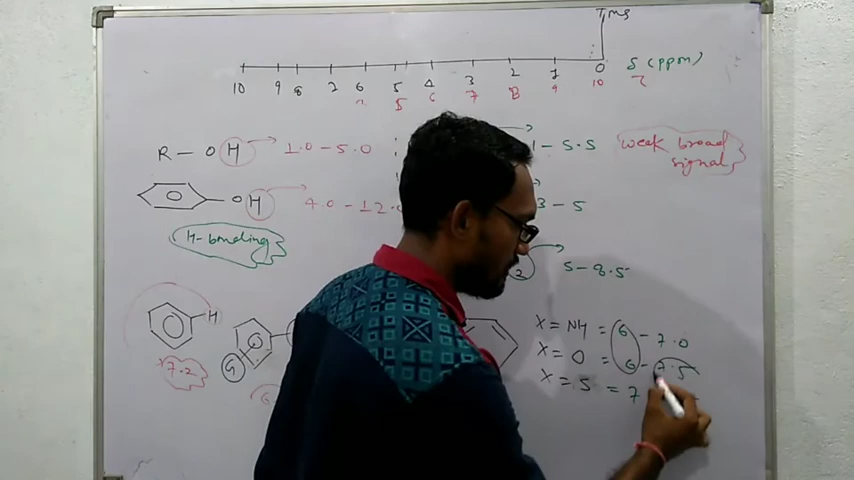 TMS
δ (ppm)
10 9 8 7 6 5 4 3 2 1 0
5 6 7 8 9 10 τ
R - OH → 1.0 - 5.0
- 5.5
weak broad
signal
OH → 4.0 - 12.0
3 - 5
H-bonding
2 → 5 - 8.5
H
7.2
G
X = NH = 6 - 7.0
X = O = 6 - 7.5
X = S = 7